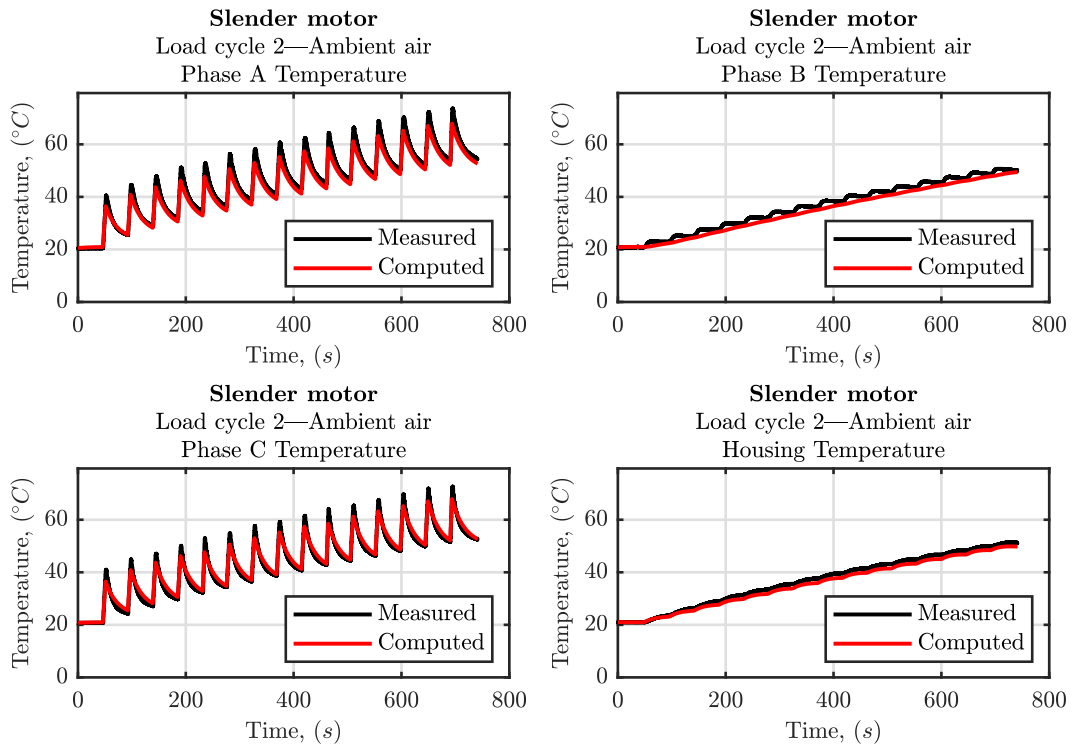 Slender motor
Load cycle 2—Ambient air
Phase A Temperature
Temperature, (°C)
60
40
20
0
Measured
Computed
0 200 400 600 800
Time, (s)
Slender motor
Load cycle 2—Ambient air
Phase B Temperature
Temperature, (°C)
60
40
20
0
Measured
Computed
0 200 400 600 800
Time, (s)
Slender motor
Load cycle 2—Ambient air
Phase C Temperature
Temperature, (°C)
60
40
20
0
Measured
Computed
0 200 400 600 800
Time, (s)
Slender motor
Load cycle 2—Ambient air
Housing Temperature
Temperature, (°C)
60
40
20
0
Measured
Computed
0 200 400 600 800
Time, (s)